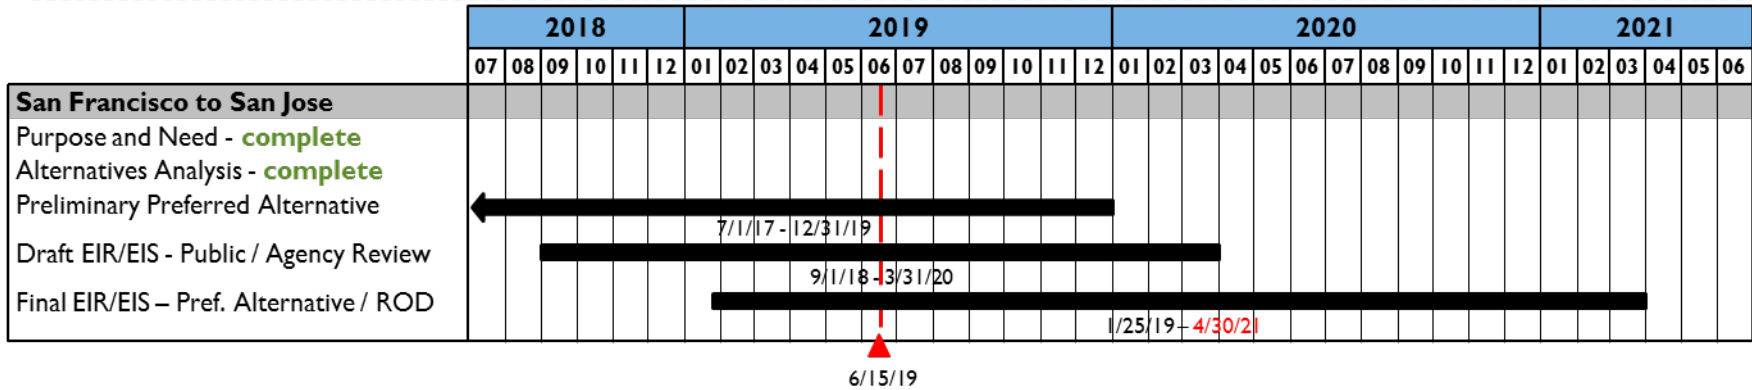 2018 2019 2020 2021
07 08 09 10 11 12 01 02 03 04 05 06 07 08 09 10 11 12 01 02 03 04 05 06 07 08 09 10 11 12 01 02 03 04 05 06
San Francisco to San Jose
Purpose and Need - complete
Alternatives Analysis - complete
Preliminary Preferred Alternative
7/1/17 - 12/31/19
Draft EIR/EIS - Public / Agency Review
9/1/18 - 3/31/20
Final EIR/EIS – Pref. Alternative / ROD
1/25/19 – 4/30/21
6/15/19